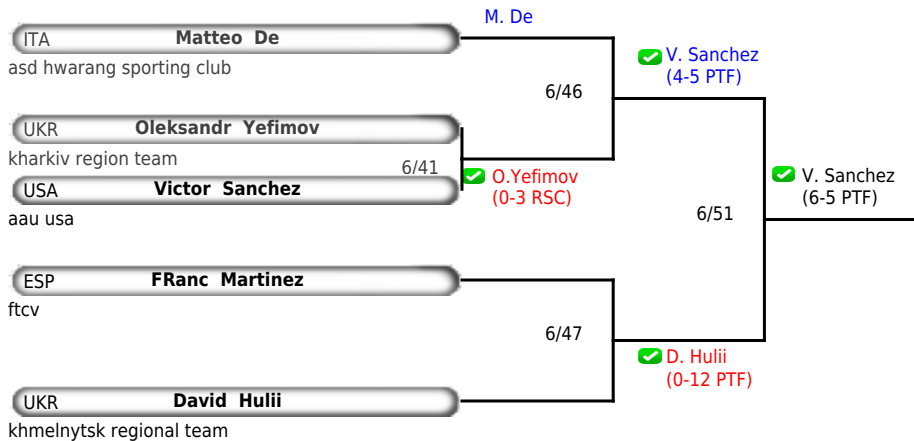 M. De
ITA Matteo De
asd hwarang sporting club
V. Sanchez
(4-5 PTF)
6/46
UKR Oleksandr Yefimov
kharkiv region team
6/41
O.Yefimov
(0-3 RSC)
USA Victor Sanchez
aau usa
V. Sanchez
(6-5 PTF)
6/51
ESP FRanc Martinez
ftcv
6/47
D. Hulii
(0-12 PTF)
UKR David Hulii
khmelnytsk regional team